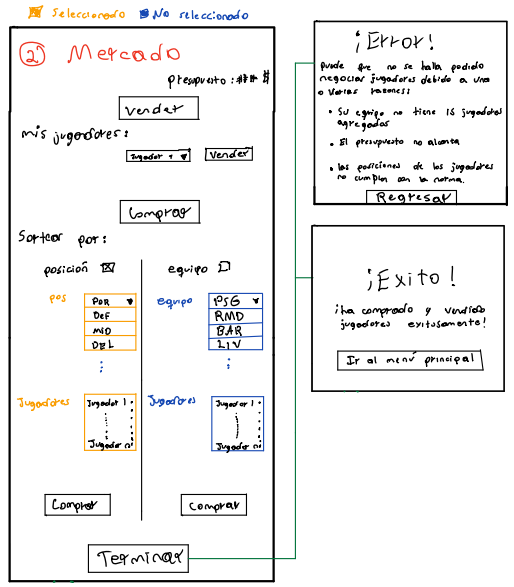 Seleccionado No seleccionado
2 Mercado
presupuesto : ### $
Vender
mis jugadores:
Jugador 1 ▼ Vender
Comprar
Sortear por:
posición ☒ equipo ☐
pos
POR ▼
DEF
MID
DEL
⋮
equipo
PSG ▼
RMD
BAR
LIV
⋮
Jugadores
Jugador 1
Jugador n
Jugadores
Jugador 1
Jugador n
Comprar Comprar
Terminar
¡Error!
puede que no se halla podido
negociar jugadores debido a una
o varias razones:
• Su equipo no tiene 15 jugadores
agregados
• El presupuesto no alcanza
• las posiciones de los jugadores
no cumplen con la norma.
Regresar
¡Exito!
¡ha comprado y vendido
jugadores exitosamente!
Ir al menú principal